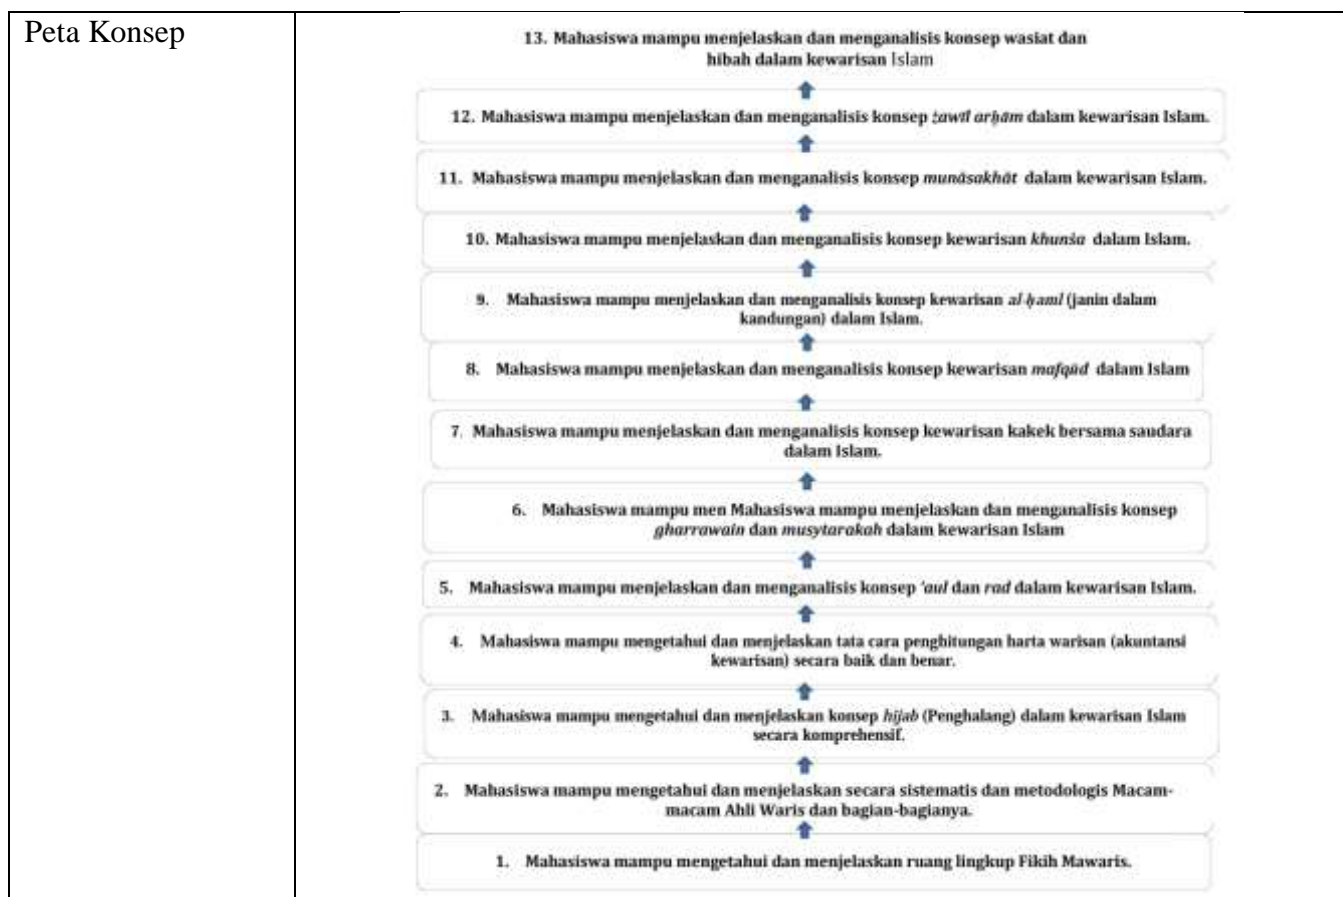 Peta Konsep
13. Mahasiswa mampu menjelaskan dan menganalisis konsep wasiat dan
hibah dalam kewarisan Islam
12. Mahasiswa mampu menjelaskan dan menganalisis konsep żawīl arḥām dalam kewarisan Islam.
11. Mahasiswa mampu menjelaskan dan menganalisis konsep munāsakhāt dalam kewarisan Islam.
10. Mahasiswa mampu menjelaskan dan menganalisis konsep kewarisan khunśa dalam Islam.
9. Mahasiswa mampu menjelaskan dan menganalisis konsep kewarisan al-ḥaml (janin dalam
kandungan) dalam Islam.
8. Mahasiswa mampu menjelaskan dan menganalisis konsep kewarisan mafqūd dalam Islam
7. Mahasiswa mampu menjelaskan dan menganalisis konsep kewarisan kakek bersama saudara
dalam Islam.
6. Mahasiswa mampu men Mahasiswa mampu menjelaskan dan menganalisis konsep
gharrawain dan musytarakah dalam kewarisan Islam
5. Mahasiswa mampu menjelaskan dan menganalisis konsep 'aul dan rad dalam kewarisan Islam.
4. Mahasiswa mampu mengetahui dan menjelaskan tata cara penghitungan harta warisan (akuntansi
kewarisan) secara baik dan benar.
3. Mahasiswa mampu mengetahui dan menjelaskan konsep hijab (Penghalang) dalam kewarisan Islam
secara komprehensif.
2. Mahasiswa mampu mengetahui dan menjelaskan secara sistematis dan metodologis Macam-
macam Ahli Waris dan bagian-bagianya.
1. Mahasiswa mampu mengetahui dan menjelaskan ruang lingkup Fikih Mawaris.